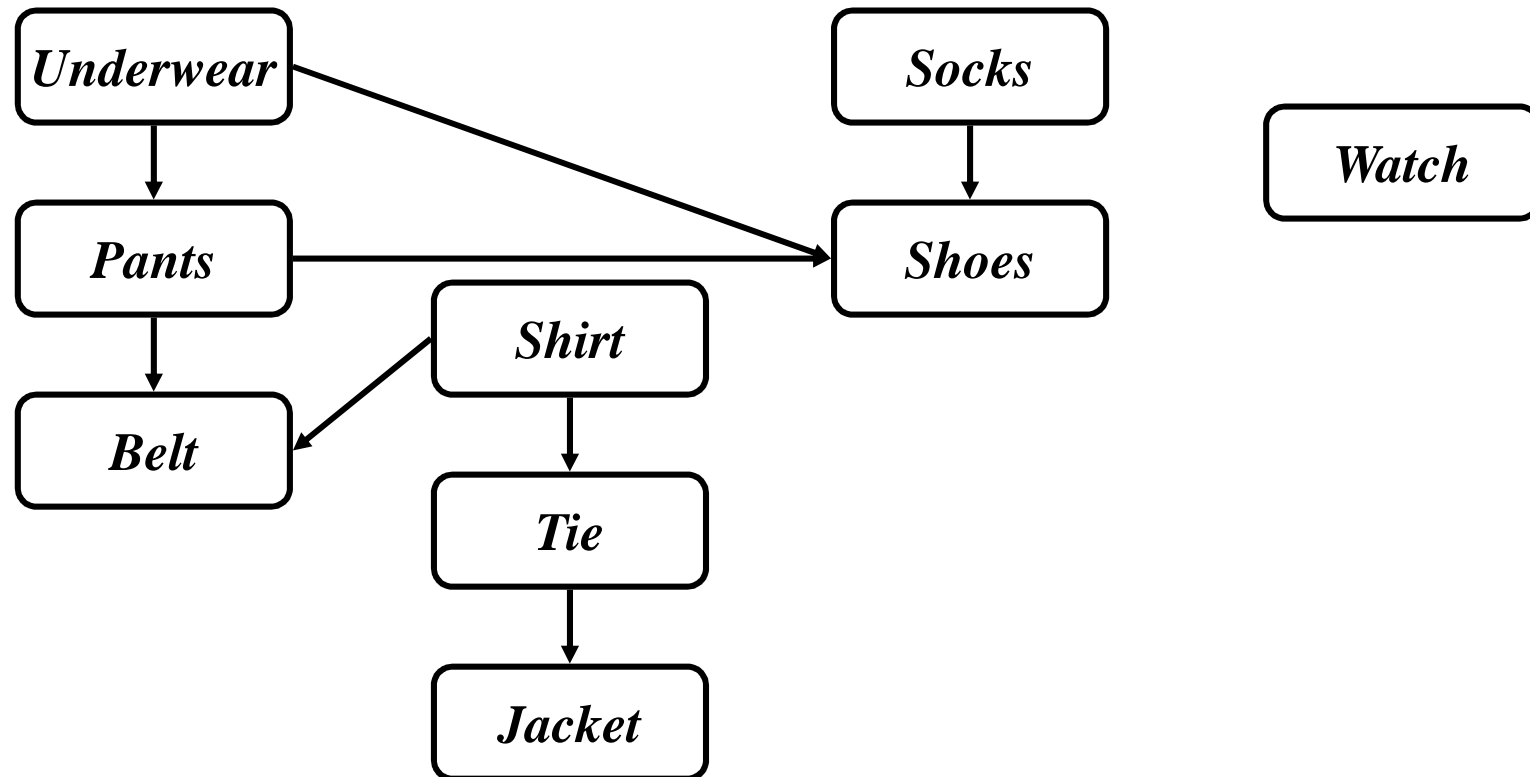 Underwear
Socks
Watch
Pants
Shoes
Shirt
Belt
Tie
Jacket